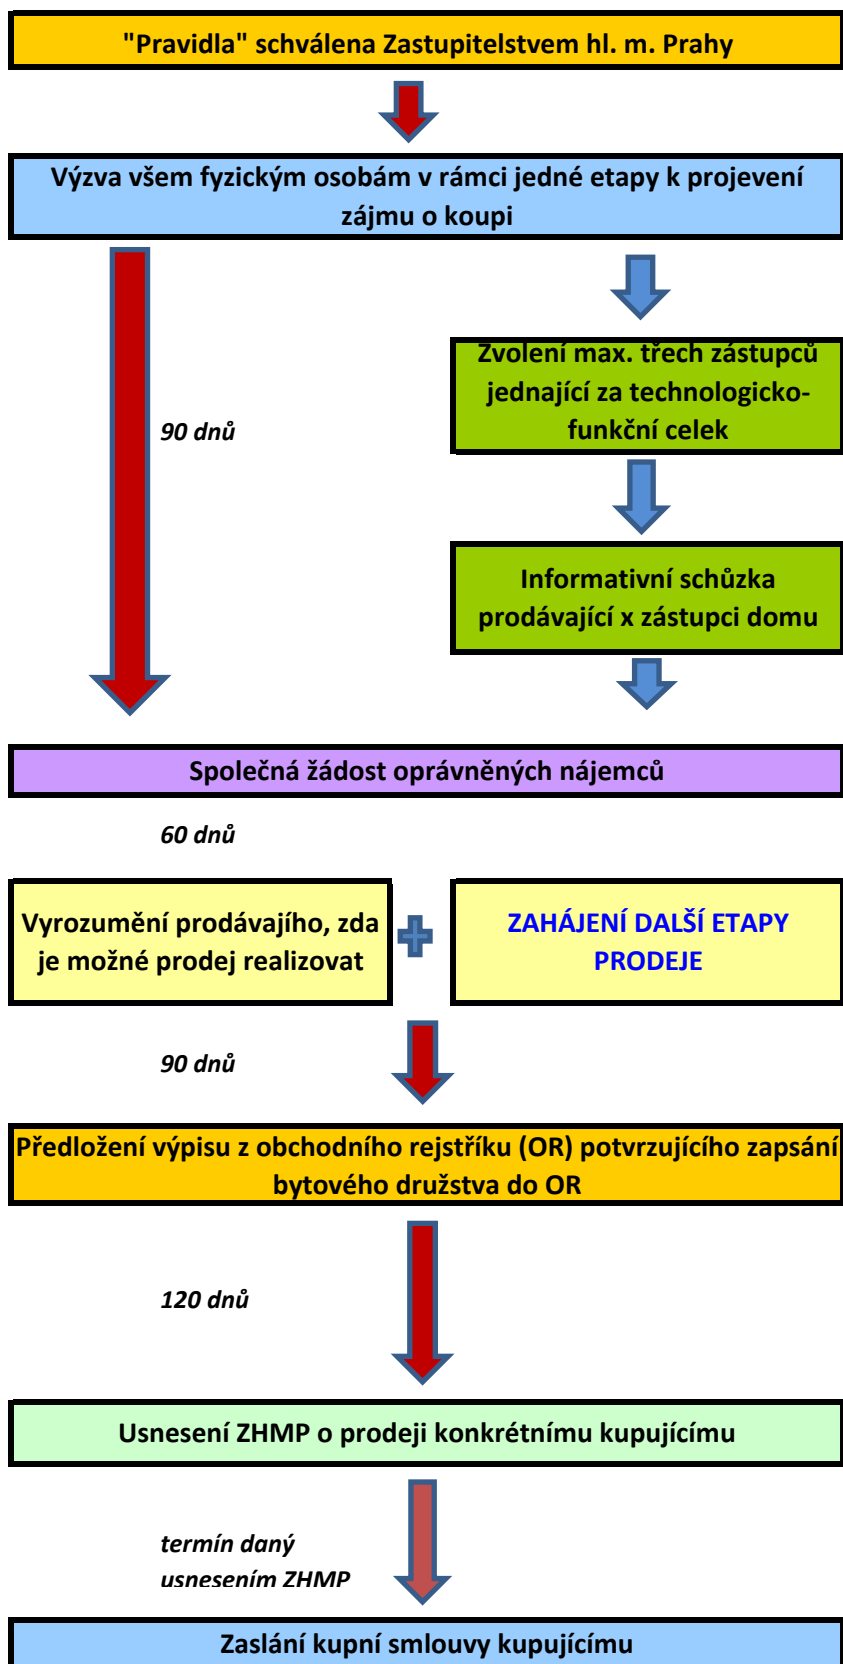 "Pravidla" schválena Zastupitelstvem hl. m. Prahy
Výzva všem fyzickým osobám v rámci jedné etapy k projevení
zájmu o koupi
Zvolení max. třech zástupců
jednající za technologicko-
funkční celek
90 dnů
Informativní schůzka
prodávající x zástupci domu
Společná žádost oprávněných nájemců
60 dnů
Vyrozumění prodávajího, zda
je možné prodej realizovat
ZAHÁJENÍ DALŠÍ ETAPY
PRODEJE
90 dnů
Předložení výpisu z obchodního rejstříku (OR) potvrzujícího zapsání
bytového družstva do OR
120 dnů
Usnesení ZHMP o prodeji konkrétnímu kupujícímu
termín daný
usnesením ZHMP
Zaslání kupní smlouvy kupujícímu